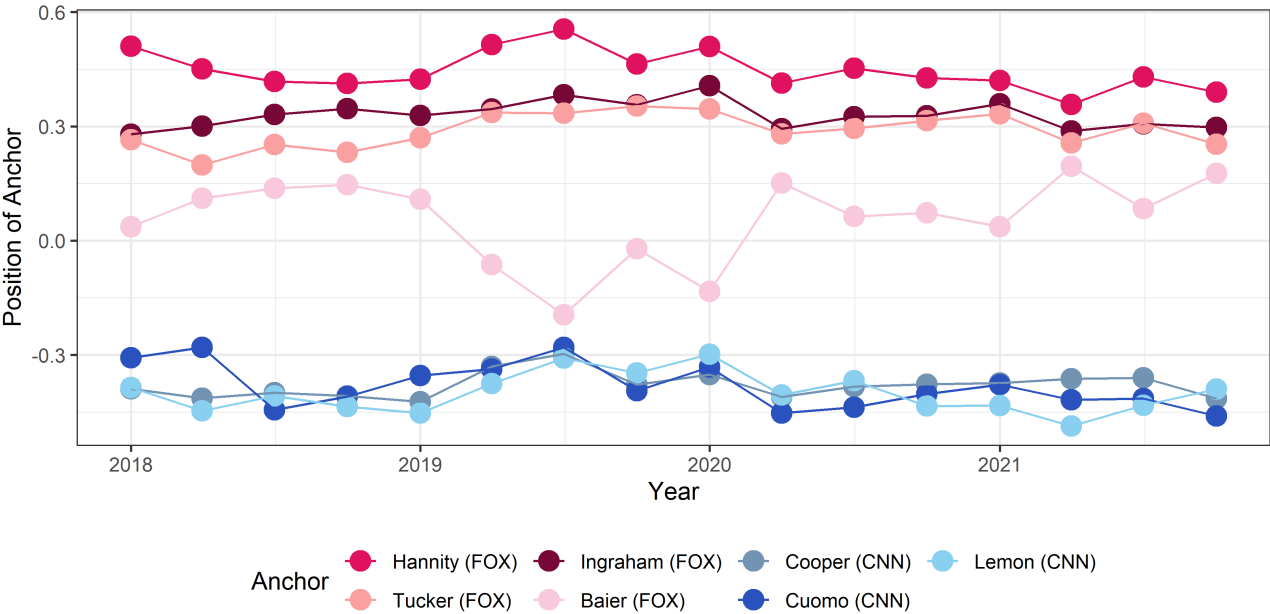 0.6
0.3
0.0
-0.3
Position of Anchor
2018 2019 2020 2021
Year
Anchor
Hannity (FOX) Ingraham (FOX) Cooper (CNN) Lemon (CNN)
Tucker (FOX) Baier (FOX) Cuomo (CNN)